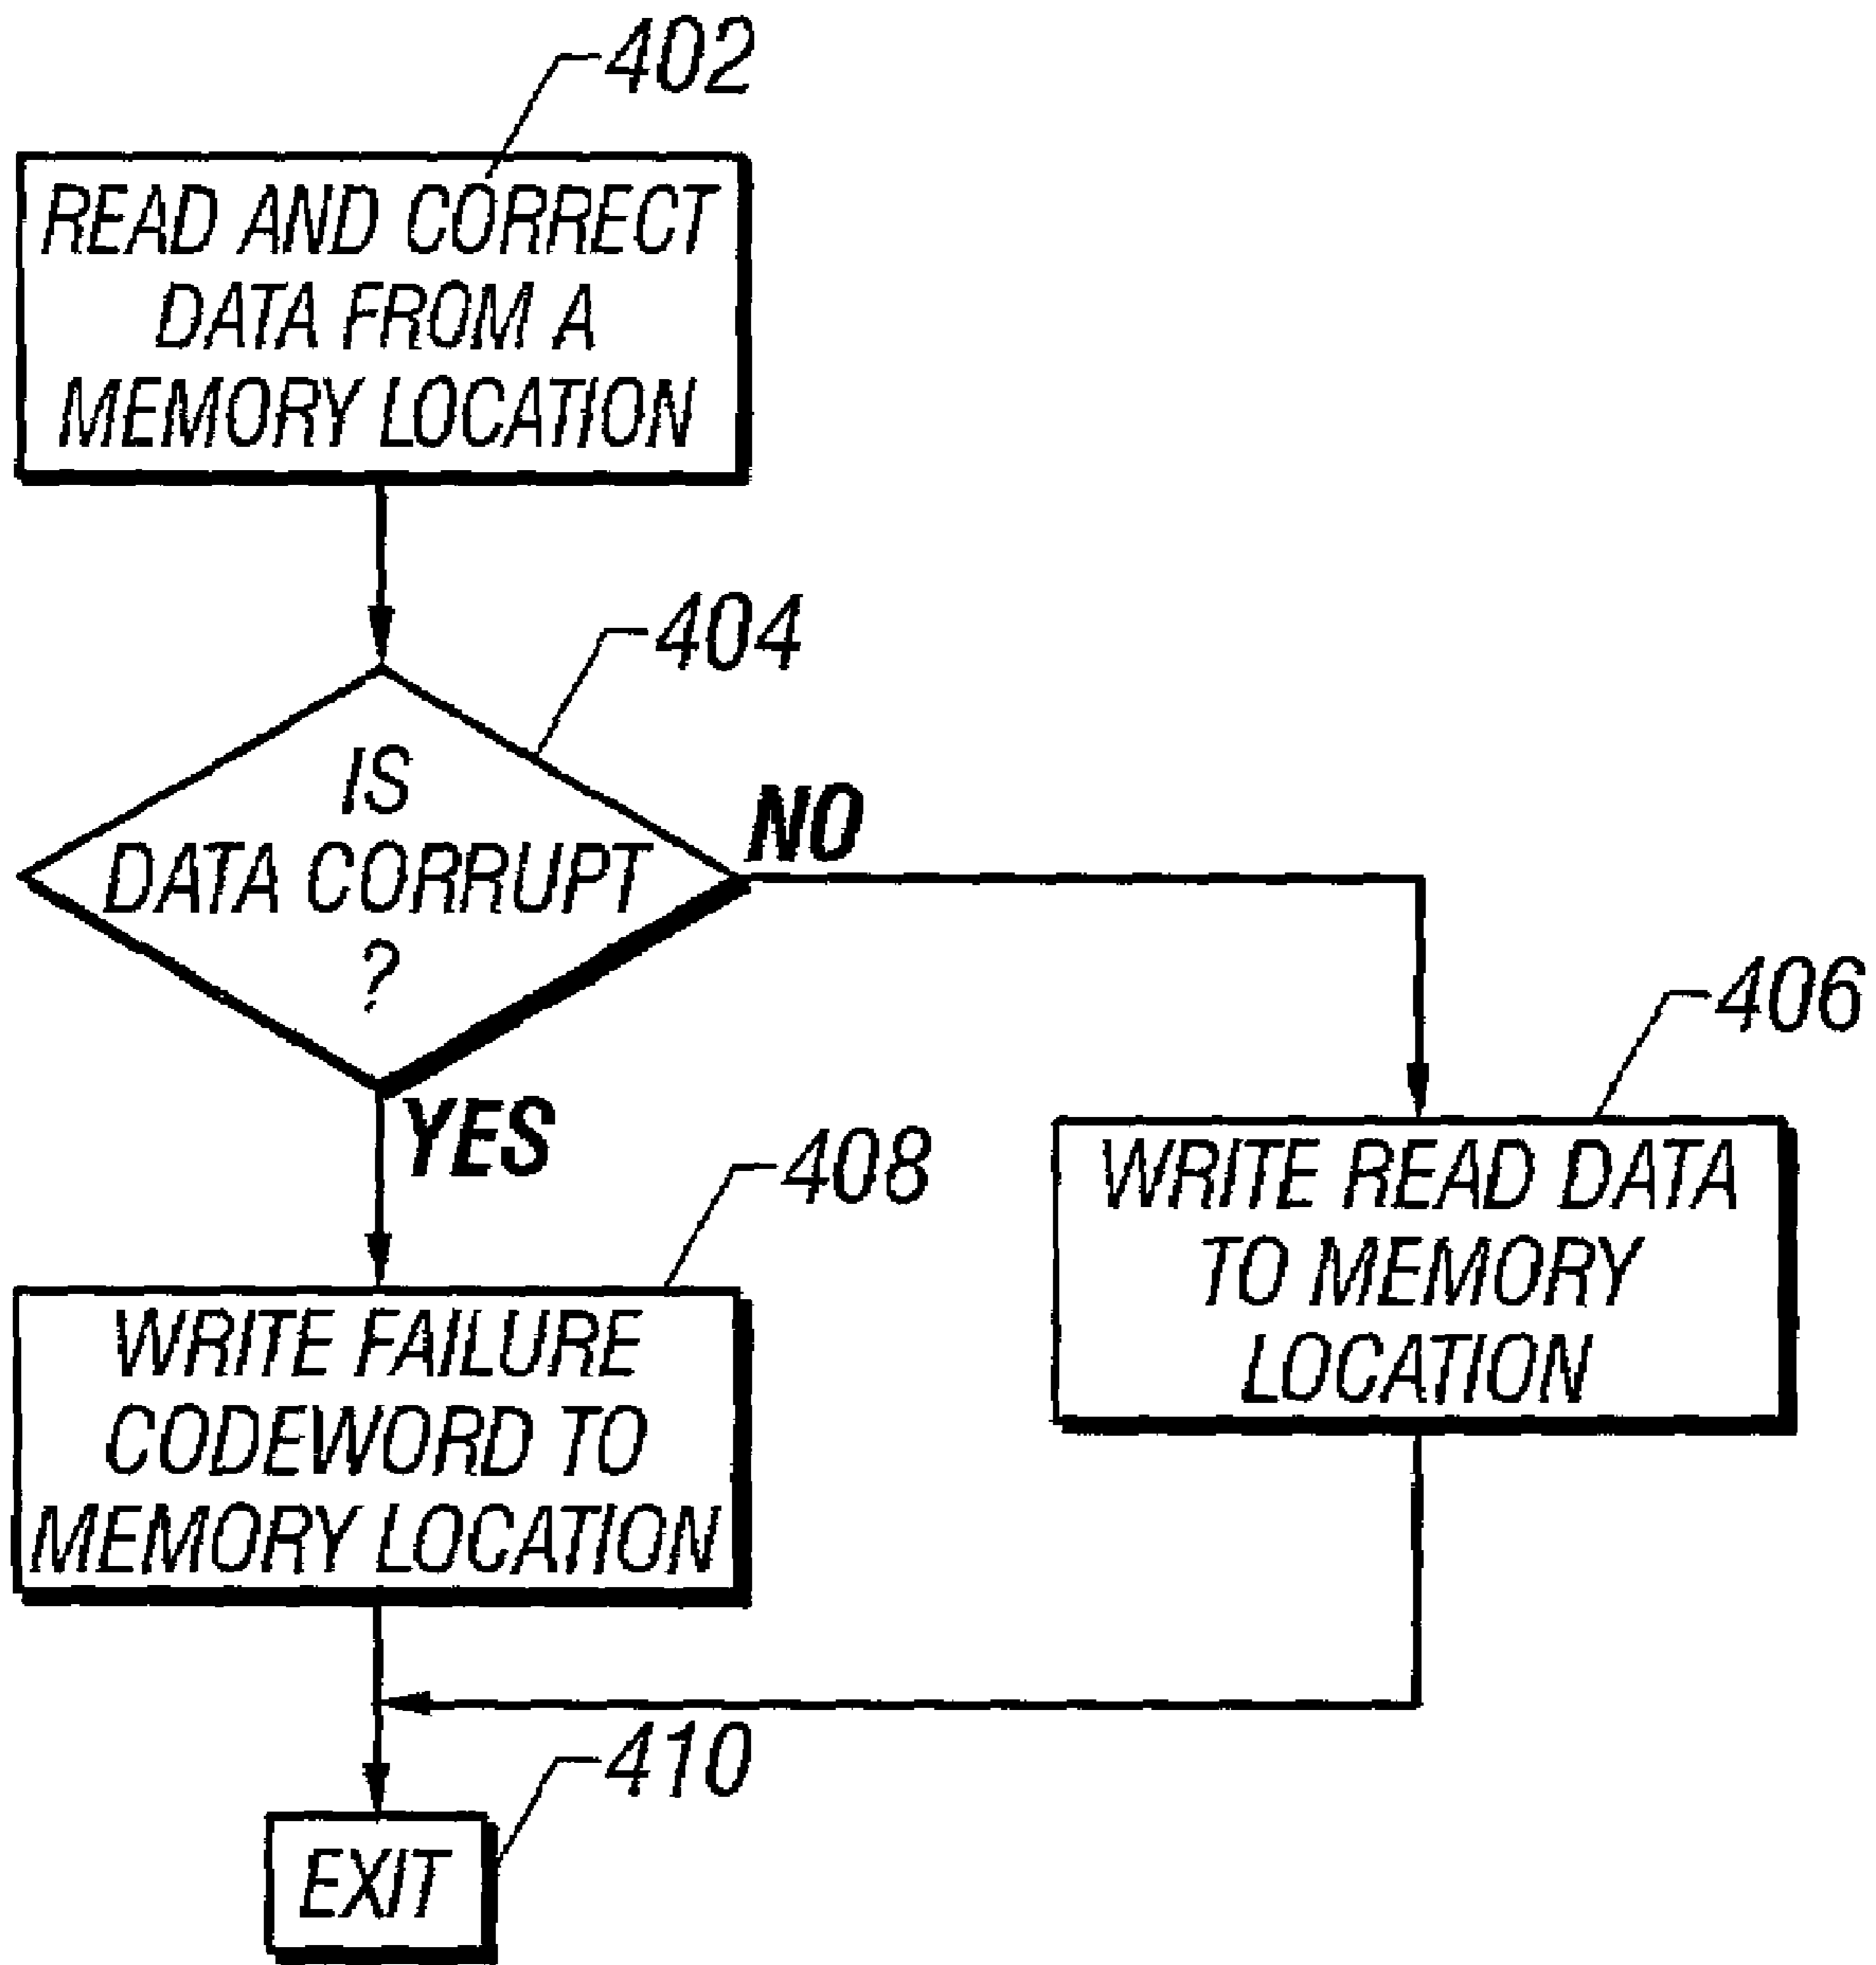 402
READ AND CORRECT
DATA FROM A
MEMORY LOCATION
404
IS
DATA CORRUPT
?
NO
YES
406
WRITE READ DATA
TO MEMORY
LOCATION
408
WRITE FAILURE
CODEWORD TO
MEMORY LOCATION
410
EXIT